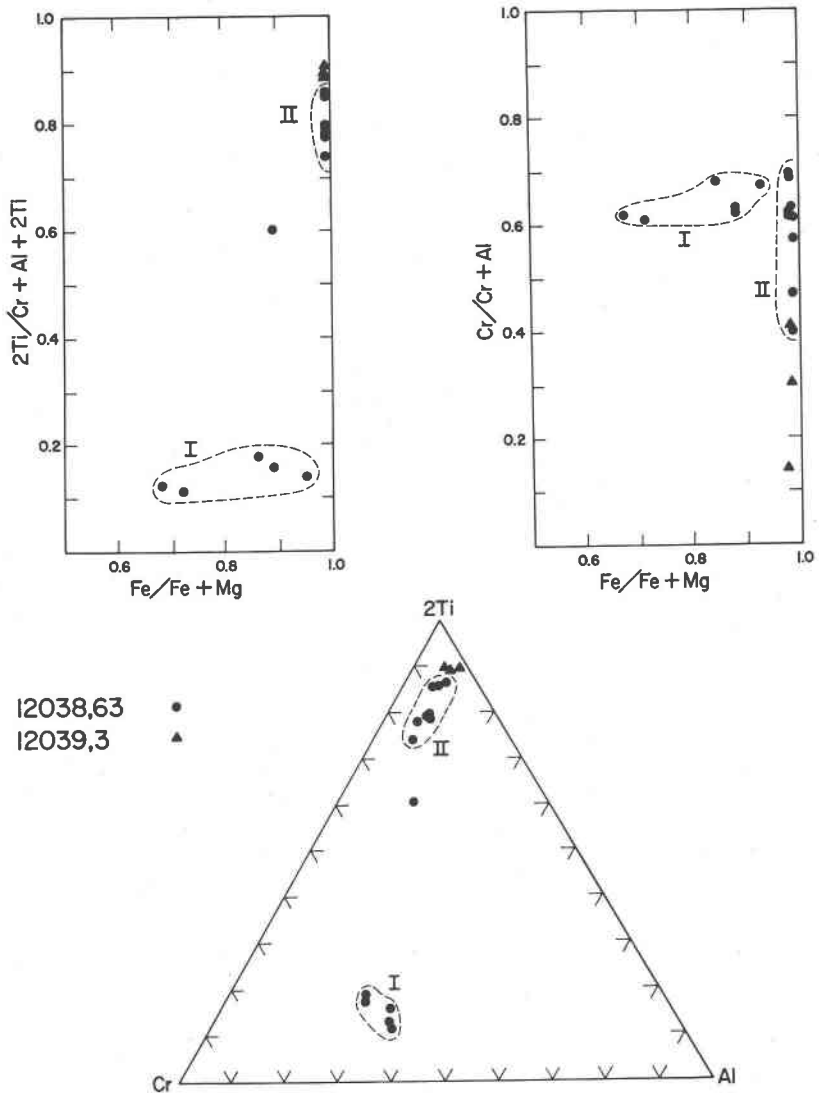 1.0
0.8
0.6
0.4
0.2
2Ti/Cr + Al + 2Ti
II
I
0.6
0.8
1.0
Fe/Fe + Mg
1.0
0.8
0.6
0.4
0.2
Cr/Cr + Al
I
II
0.6
0.8
1.0
Fe/Fe + Mg
2Ti
12038,63
12039,3
II
I
Cr
Al